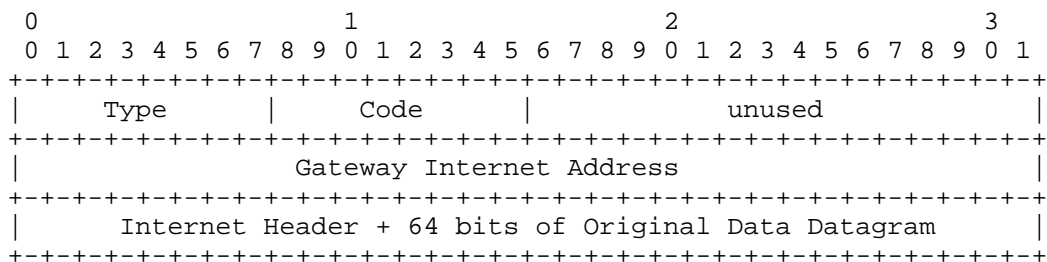 0                   1                   2                   3
 0 1 2 3 4 5 6 7 8 9 0 1 2 3 4 5 6 7 8 9 0 1 2 3 4 5 6 7 8 9 0 1
+-+-+-+-+-+-+-+-+-+-+-+-+-+-+-+-+-+-+-+-+-+-+-+-+-+-+-+-+-+-+-+-+
|     Type      |     Code      |            unused             |
+-+-+-+-+-+-+-+-+-+-+-+-+-+-+-+-+-+-+-+-+-+-+-+-+-+-+-+-+-+-+-+-+
|                 Gateway Internet Address                      |
+-+-+-+-+-+-+-+-+-+-+-+-+-+-+-+-+-+-+-+-+-+-+-+-+-+-+-+-+-+-+-+-+
|      Internet Header + 64 bits of Original Data Datagram      |
+-+-+-+-+-+-+-+-+-+-+-+-+-+-+-+-+-+-+-+-+-+-+-+-+-+-+-+-+-+-+-+-+